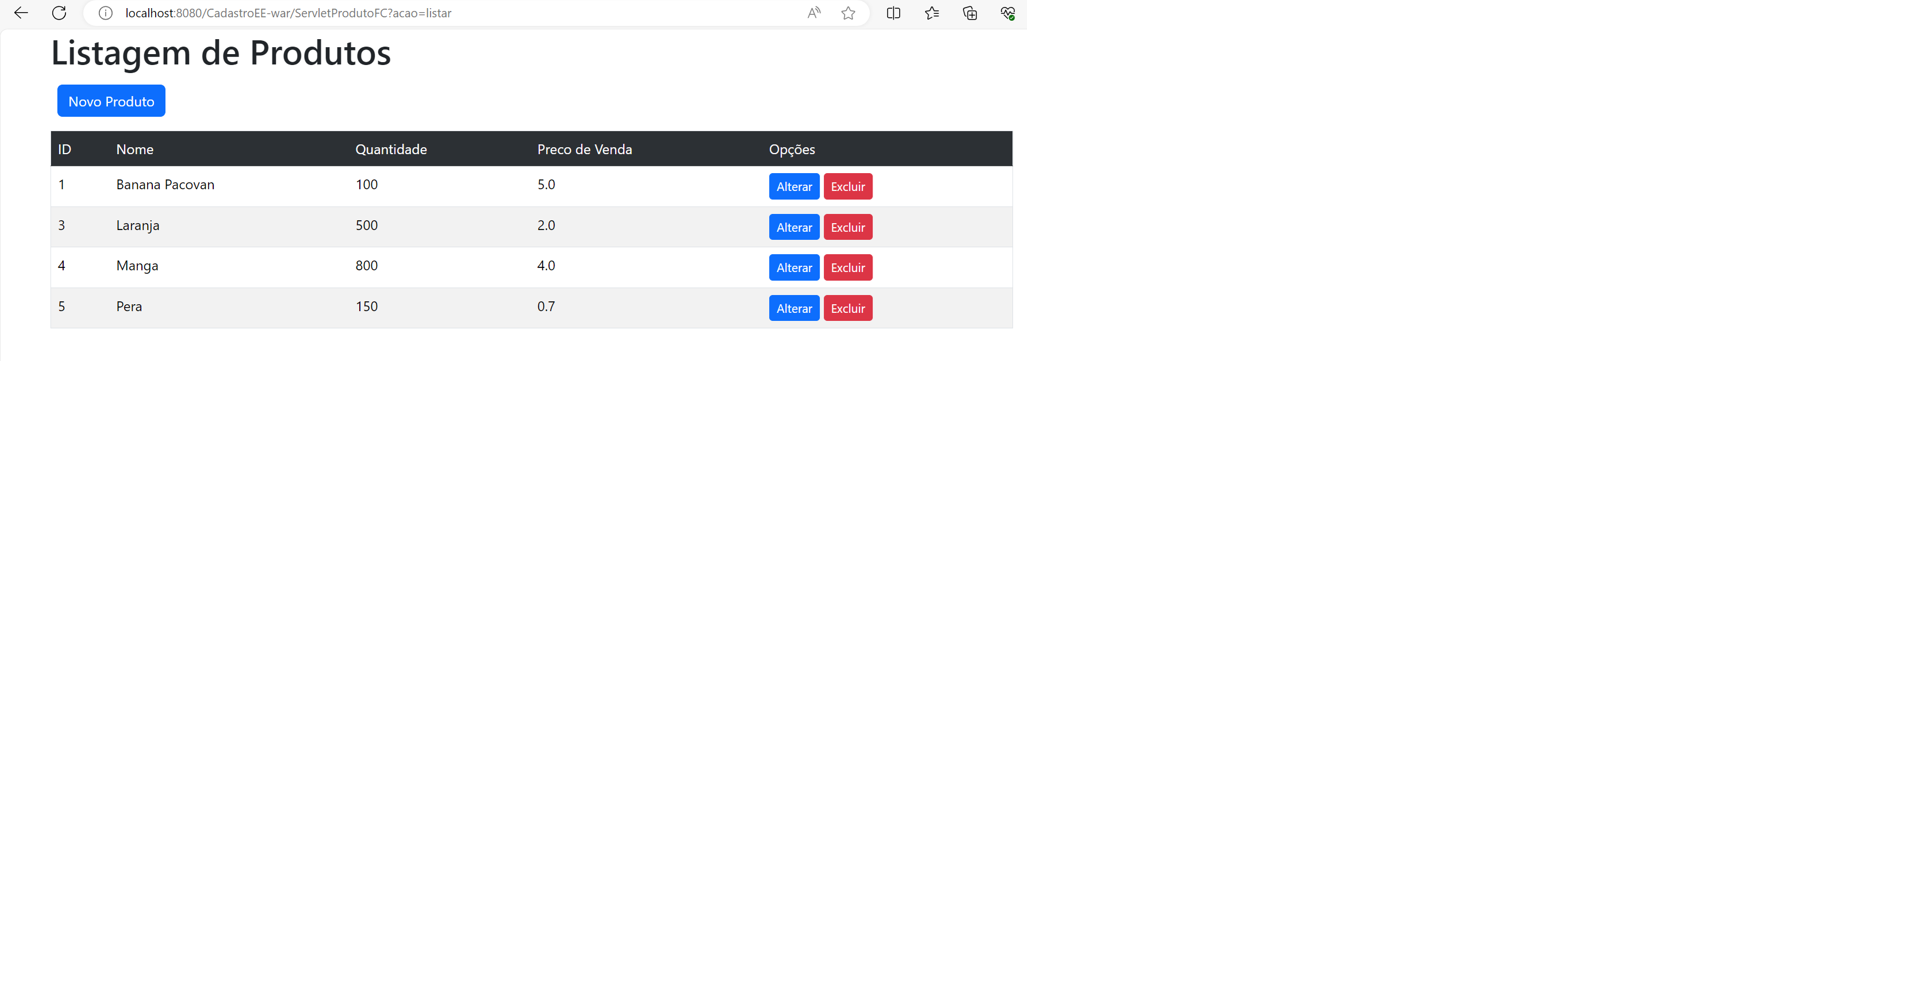 localhost:8080/CadastroEE-war/ServletProdutoFC?acao=listar
Listagem de Produtos
Novo Produto
ID Nome Quantidade Preco de Venda Opções
1 Banana Pacovan 100 5.0 Alterar Excluir
3 Laranja 500 2.0 Alterar Excluir
4 Manga 800 4.0 Alterar Excluir
5 Pera 150 0.7 Alterar Excluir